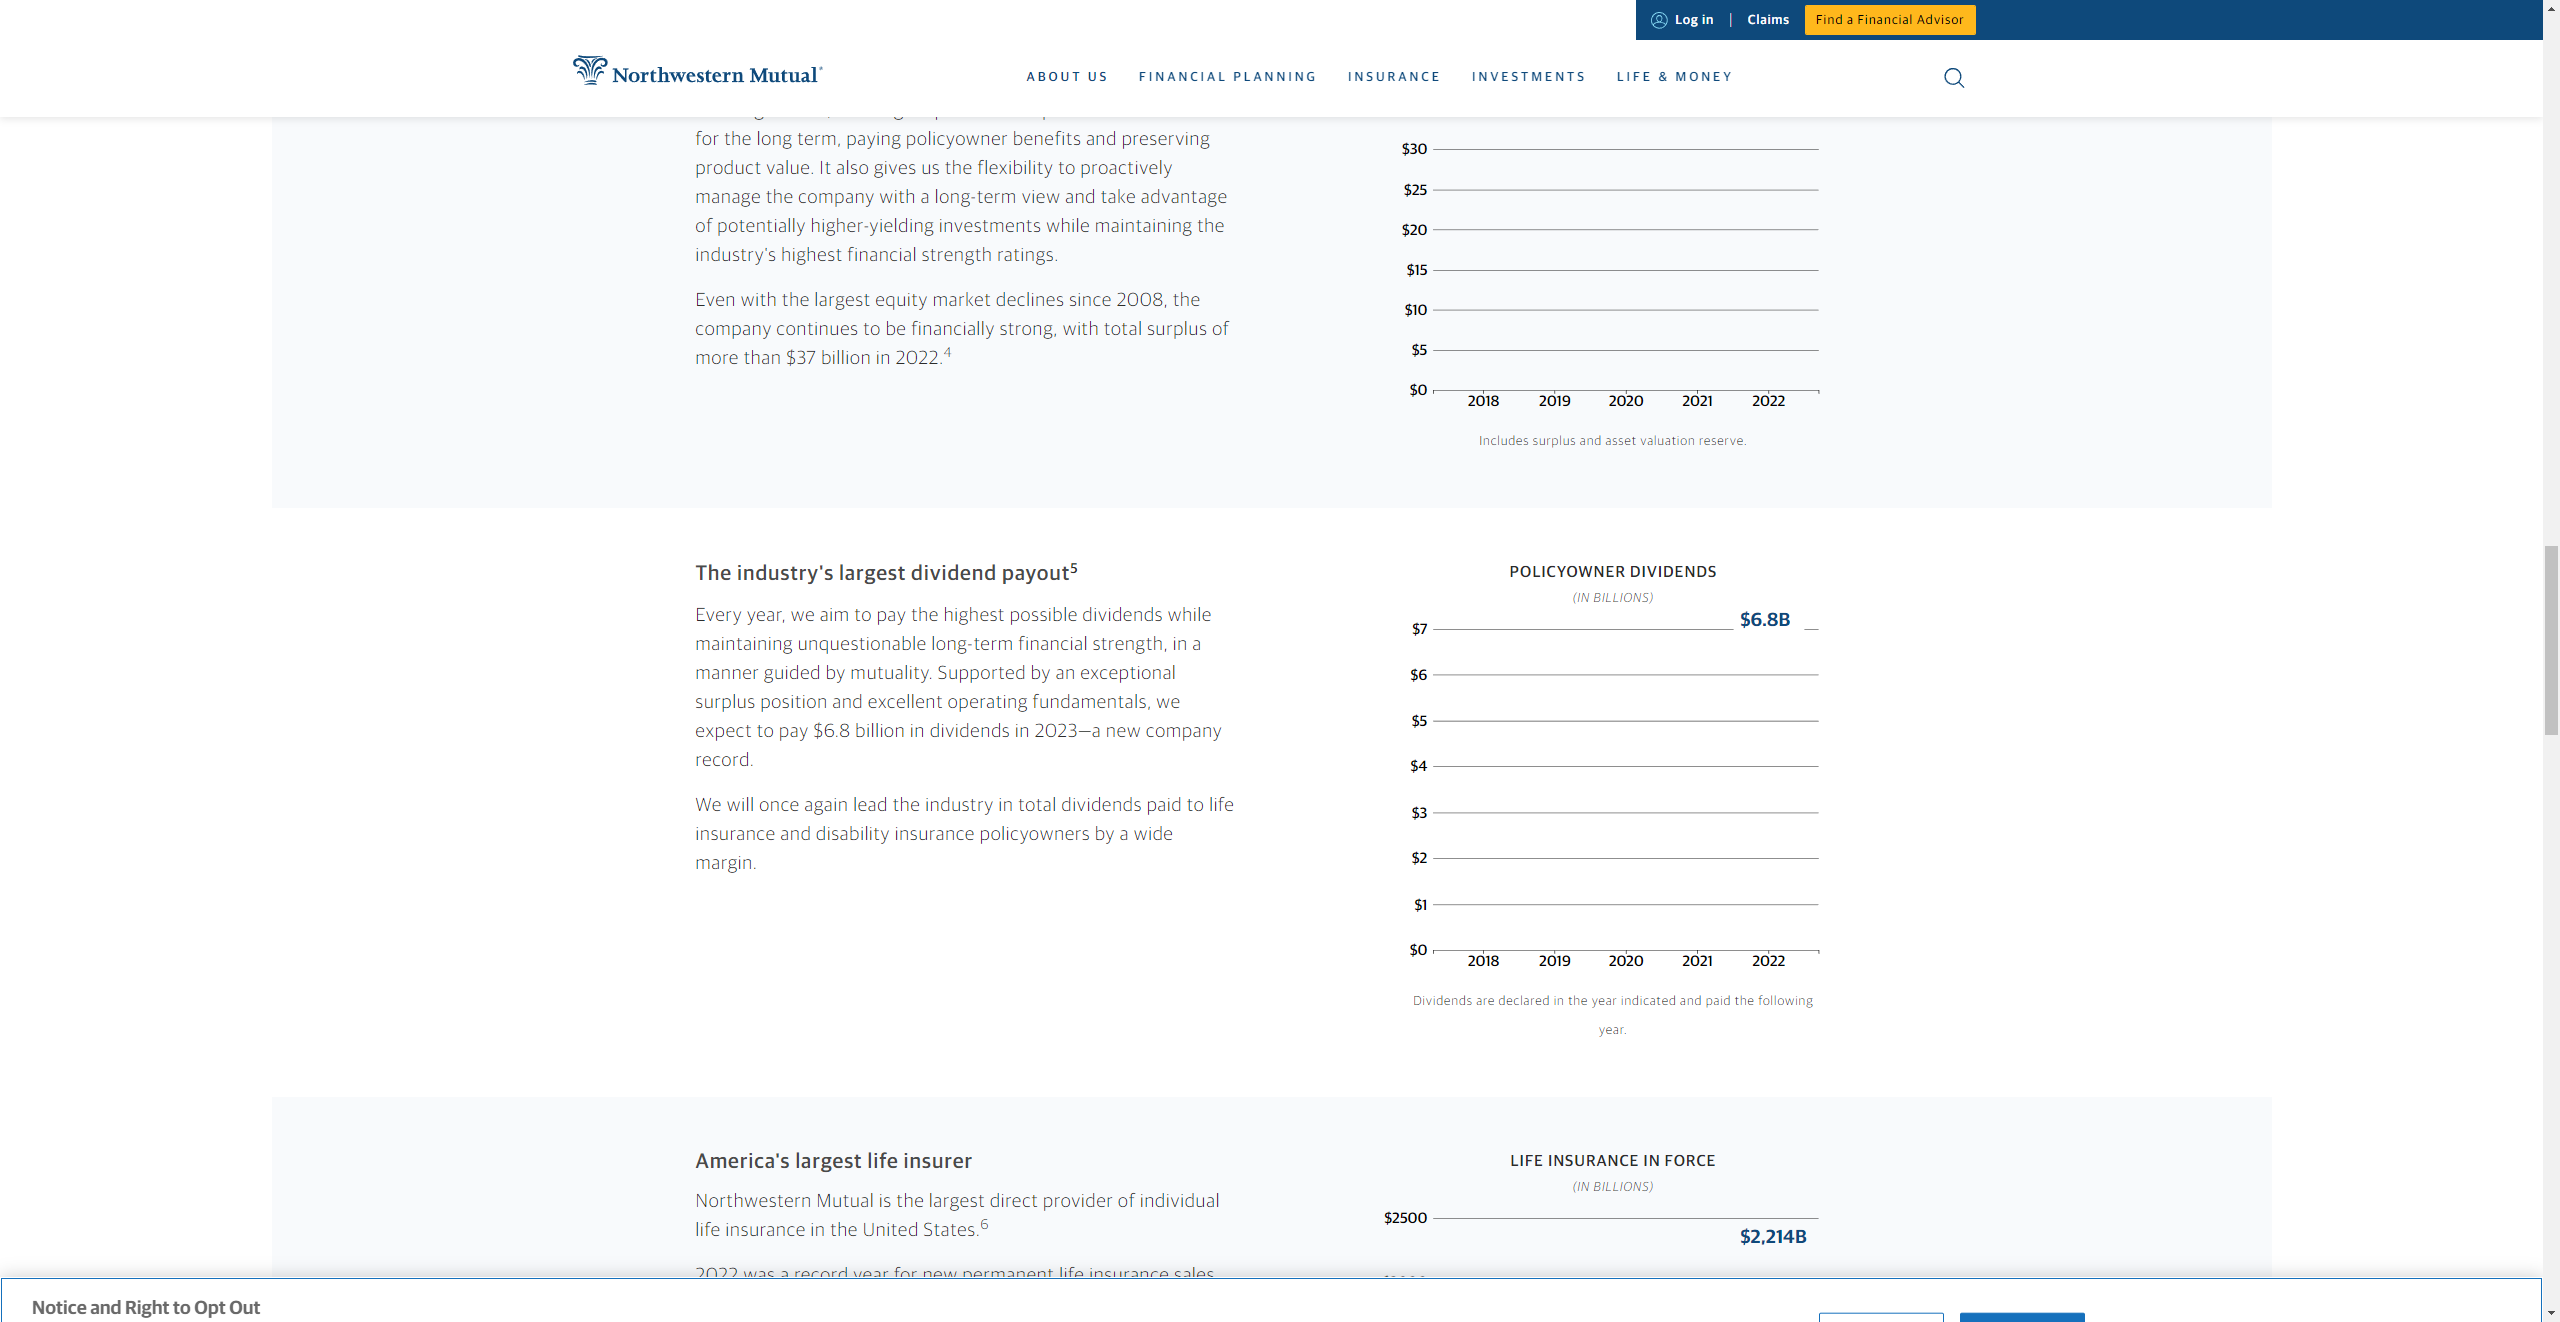 Log in | Claims Find a Financial Advisor
Northwestern Mutual
ABOUT US FINANCIAL PLANNING INSURANCE INVESTMENTS LIFE & MONEY
for the long term, paying policyowner benefits and preserving
product value. It also gives us the flexibility to proactively
manage the company with a long-term view and take advantage
of potentially higher-yielding investments while maintaining the
industry's highest financial strength ratings.
Even with the largest equity market declines since 2008, the
company continues to be financially strong, with total surplus of
more than $37 billion in 2022.4
$30
$25
$20
$15
$10
$5
$0
2018 2019 2020 2021 2022
Includes surplus and asset valuation reserve.
The industry's largest dividend payout5
Every year, we aim to pay the highest possible dividends while
maintaining unquestionable long-term financial strength, in a
manner guided by mutuality. Supported by an exceptional
surplus position and excellent operating fundamentals, we
expect to pay $6.8 billion in dividends in 2023—a new company
record.
We will once again lead the industry in total dividends paid to life
insurance and disability insurance policyowners by a wide
margin.
POLICYOWNER DIVIDENDS
(IN BILLIONS)
$6.8B
$7
$6
$5
$4
$3
$2
$1
$0
2018 2019 2020 2021 2022
Dividends are declared in the year indicated and paid the following
year.
America's largest life insurer
Northwestern Mutual is the largest direct provider of individual
life insurance in the United States.6
2022 was a record year for new permanent life insurance sales
LIFE INSURANCE IN FORCE
(IN BILLIONS)
$2500
$2,214B
Notice and Right to Opt Out